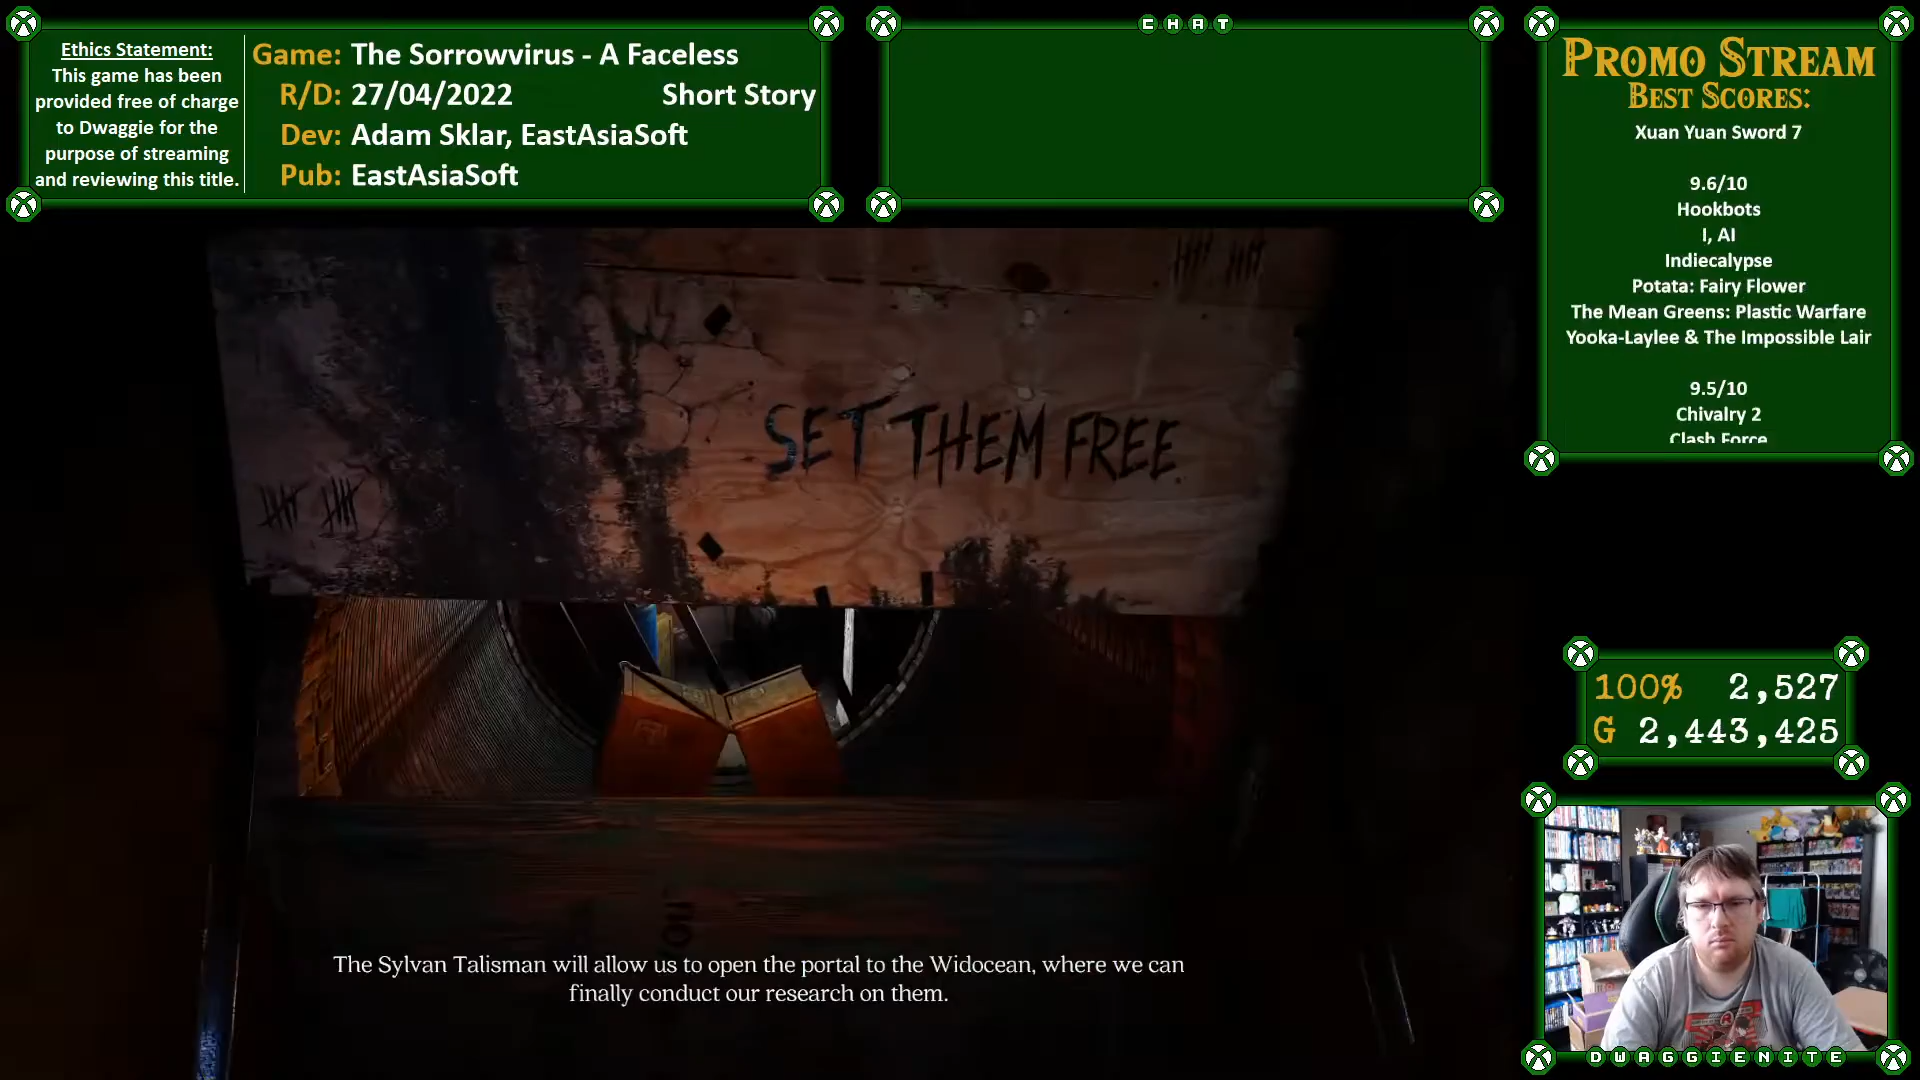 Ethics Statement:
This game has been
provided free of charge
to Dwaggie for the
purpose of streaming
and reviewing this title.
Game: The Sorrowvirus - A Faceless
R/D: 27/04/2022 Short Story
Dev: Adam Sklar, EastAsiaSoft
Pub: EastAsiaSoft
CHAT
PROMO STREAM
BEST SCORES:
Xuan Yuan Sword 7
9.6/10
Hookbots
I, AI
Indiecalypse
Potata: Fairy Flower
The Mean Greens: Plastic Warfare
Yooka-Laylee & The Impossible Lair
9.5/10
Chivalry 2
Clash Force
SET THEM FREE.
The Sylvan Talisman will allow us to open the portal to the Widocean, where we can
finally conduct our research on them.
100% 2,527
G 2,443,425
DWAGGIENITE